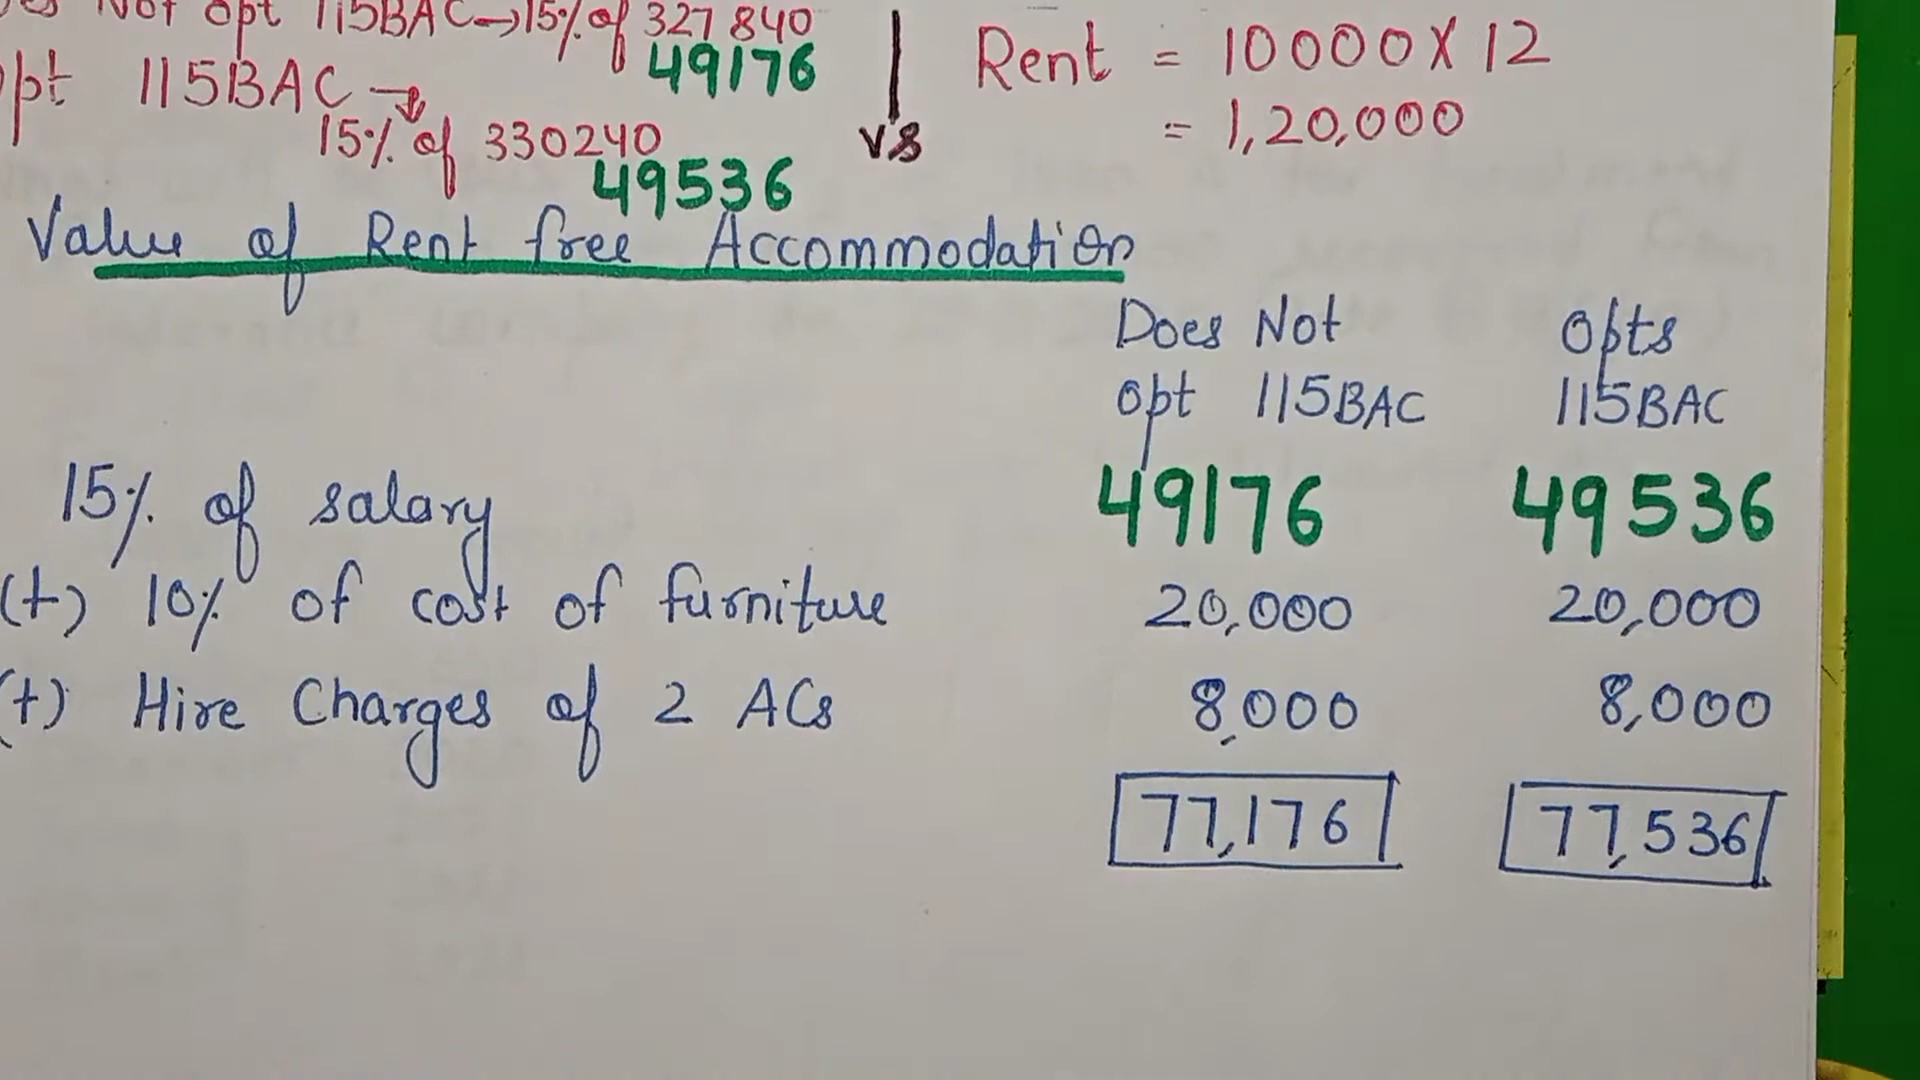 Not opt 115BAC→15% of 327840
49176
opt 115BAC →
15% of 330240
49536
vs
Rent = 10000 X 12
= 1,20,000
Value of Rent free Accommodation
Does Not opt 115BAC
Opts 115BAC
15% of salary 49176 49536
(+) 10% of cost of furniture 20,000 20,000
(+) Hire Charges of 2 ACs 8,000 8,000
77,176 77,536